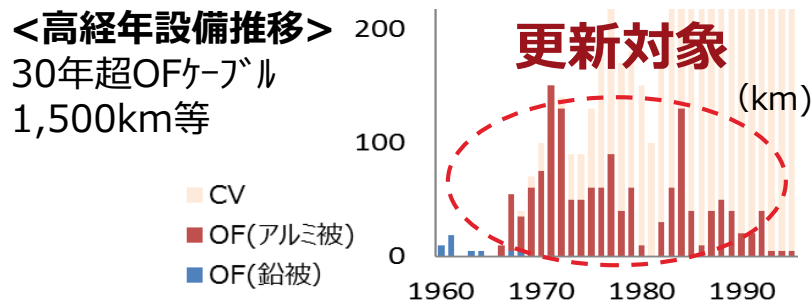 <高経年設備推移>
30年超OFｹｰﾌﾞﾙ
1,500km等
更新対象
(km)
200
100
0
CV
OF(アルミ被)
OF(鉛被)
1960 1970 1980 1990